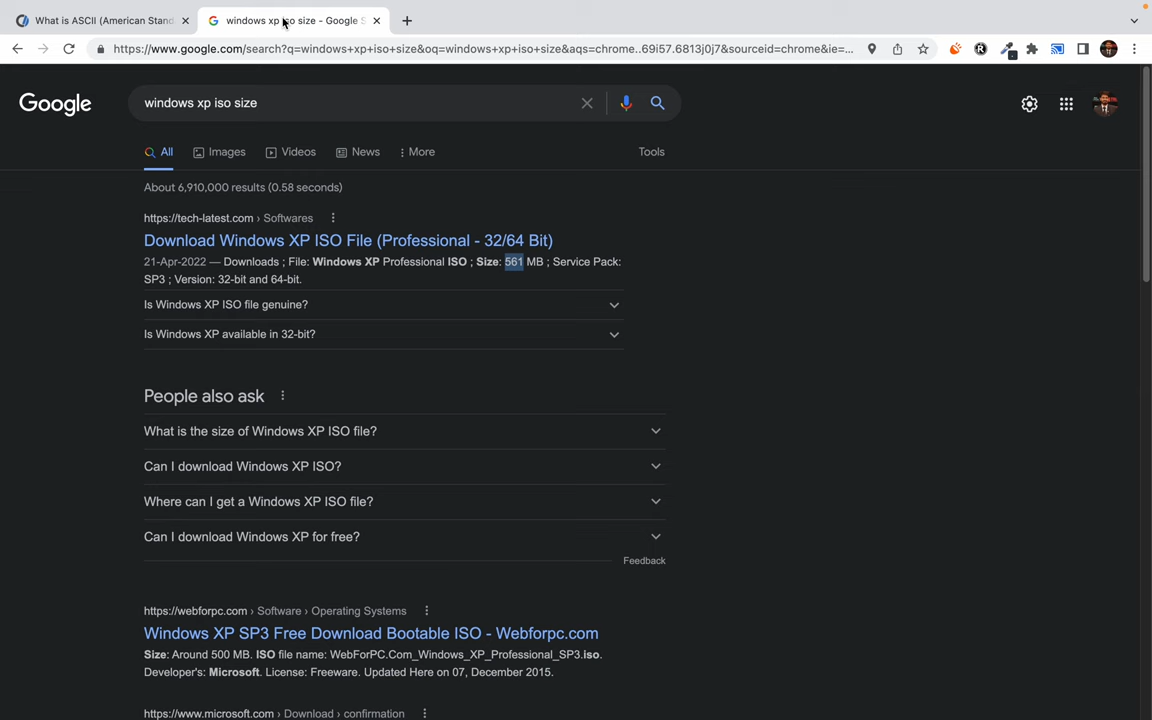 What is ASCII (American Stand
windows xp iso size - Google S
https://www.google.com/search?q=windows+xp+iso+size&oq=windows+xp+iso+size&aqs=chrome..69i57.6813j0j7&sourceid=chrome&ie=...
Google
windows xp iso size
All
Images
Videos
News
More
Tools
About 6,910,000 results (0.58 seconds)
https://tech-latest.com › Softwares
Download Windows XP ISO File (Professional - 32/64 Bit)
21-Apr-2022 — Downloads ; File: Windows XP Professional ISO ; Size: 561 MB ; Service Pack:
SP3 ; Version: 32-bit and 64-bit.
Is Windows XP ISO file genuine?
Is Windows XP available in 32-bit?
People also ask
What is the size of Windows XP ISO file?
Can I download Windows XP ISO?
Where can I get a Windows XP ISO file?
Can I download Windows XP for free?
Feedback
https://webforpc.com › Software › Operating Systems
Windows XP SP3 Free Download Bootable ISO - Webforpc.com
Size: Around 500 MB. ISO file name: WebForPC.Com_Windows_XP_Professional_SP3.iso.
Developer's: Microsoft. License: Freeware. Updated Here on 07, December 2015.
https://www.microsoft.com › Download › confirmation